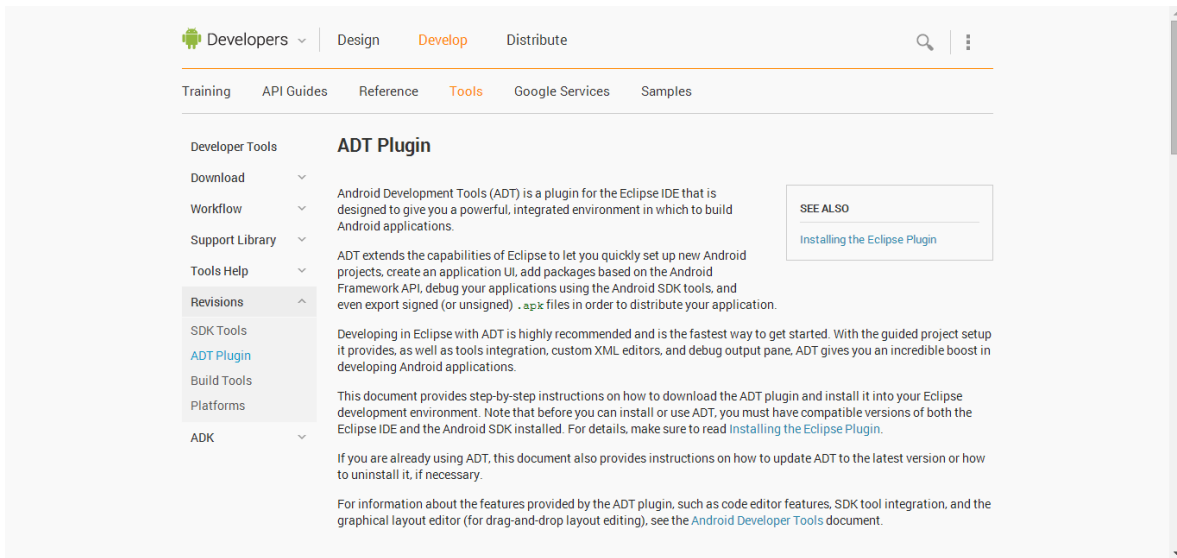 Developers
Design
Develop
Distribute
Training
API Guides
Reference
Tools
Google Services
Samples
Developer Tools
Download
Workflow
Support Library
Tools Help
Revisions
SDK Tools
ADT Plugin
Build Tools
Platforms
ADK
ADT Plugin
Android Development Tools (ADT) is a plugin for the Eclipse IDE that is
designed to give you a powerful, integrated environment in which to build
Android applications.
ADT extends the capabilities of Eclipse to let you quickly set up new Android
projects, create an application UI, add packages based on the Android
Framework API, debug your applications using the Android SDK tools, and
even export signed (or unsigned) .apk files in order to distribute your application.
SEE ALSO
Installing the Eclipse Plugin
Developing in Eclipse with ADT is highly recommended and is the fastest way to get started. With the guided project setup
it provides, as well as tools integration, custom XML editors, and debug output pane, ADT gives you an incredible boost in
developing Android applications.
This document provides step-by-step instructions on how to download the ADT plugin and install it into your Eclipse
development environment. Note that before you can install or use ADT, you must have compatible versions of both the
Eclipse IDE and the Android SDK installed. For details, make sure to read Installing the Eclipse Plugin.
If you are already using ADT, this document also provides instructions on how to update ADT to the latest version or how
to uninstall it, if necessary.
For information about the features provided by the ADT plugin, such as code editor features, SDK tool integration, and the
graphical layout editor (for drag-and-drop layout editing), see the Android Developer Tools document.